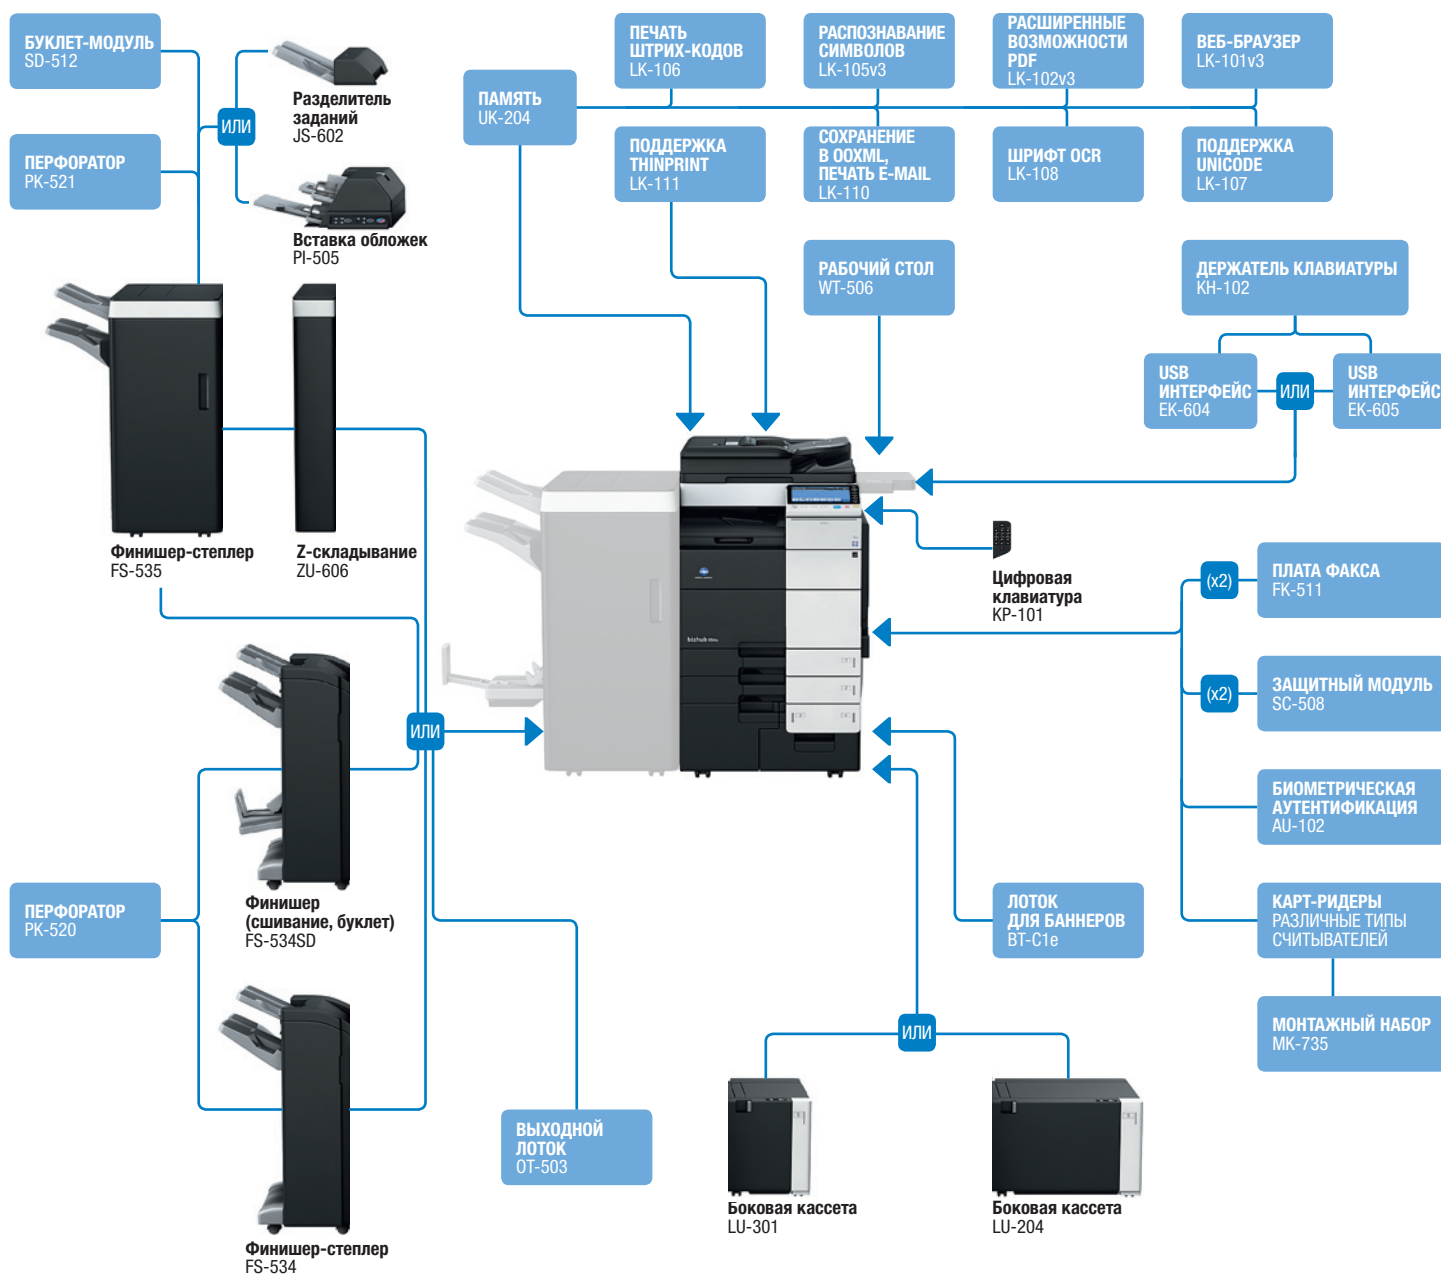 БУКЛЕТ-МОДУЛЬ
SD-512
ПЕРФОРАТОР
PK-521
ИЛИ
Разделитель
заданий
JS-602
Вставка обложек
PI-505
ПАМЯТЬ
UK-204
ПЕЧАТЬ
ШТРИХ-КОДОВ
LK-106
РАСПОЗНАВАНИЕ
СИМВОЛОВ
LK-105v3
РАСШИРЕННЫЕ
ВОЗМОЖНОСТИ
PDF
LK-102v3
ВЕБ-БРАУЗЕР
LK-101v3
ПОДДЕРЖКА
THINPRINT
LK-111
СОХРАНЕНИЕ
В OOXML,
ПЕЧАТЬ E-MAIL
LK-110
ШРИФТ OCR
LK-108
ПОДДЕРЖКА
UNICODE
LK-107
РАБОЧИЙ СТОЛ
WT-506
ДЕРЖАТЕЛЬ КЛАВИАТУРЫ
KH-102
USB
ИНТЕРФЕЙС
EK-604
ИЛИ
USB
ИНТЕРФЕЙС
EK-605
Финишер-степлер
FS-535
Z-складывание
ZU-606
Цифровая
клавиатура
KP-101
bizhub
(x2)
ПЛАТА ФАКСА
FK-511
(x2)
ЗАЩИТНЫЙ МОДУЛЬ
SC-508
БИОМЕТРИЧЕСКАЯ
АУТЕНТИФИКАЦИЯ
AU-102
КАРТ-РИДЕРЫ
РАЗЛИЧНЫЕ ТИПЫ
СЧИТЫВАТЕЛЕЙ
МОНТАЖНЫЙ НАБОР
MK-735
ИЛИ
ПЕРФОРАТОР
PK-520
Финишер
(сшивание, буклет)
FS-534SD
Финишер-степлер
FS-534
ВЫХОДНОЙ
ЛОТОК
OT-503
ЛОТОК
ДЛЯ БАННЕРОВ
BT-C1e
ИЛИ
Боковая кассета
LU-301
Боковая кассета
LU-204